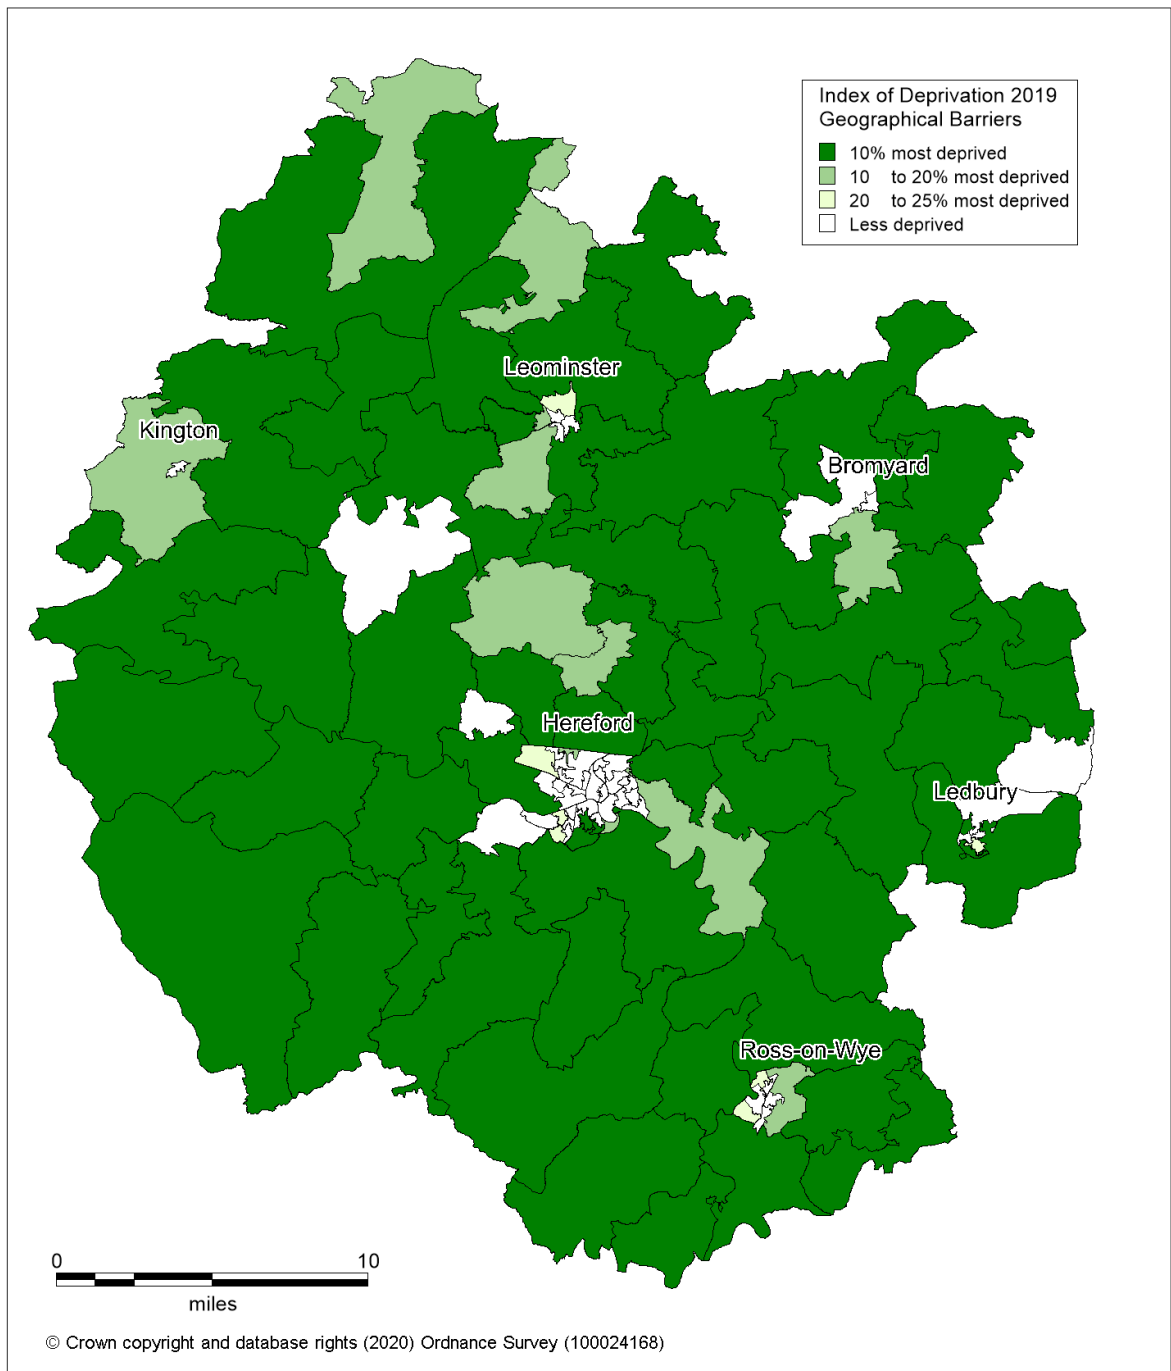 Index of Deprivation 2019
Geographical Barriers
10% most deprived
10 to 20% most deprived
20 to 25% most deprived
Less deprived
Leominster
Kington
Bromyard
Hereford
Ledbury
Ross-on-Wye
0 10
miles
© Crown copyright and database rights (2020) Ordnance Survey (100024168)